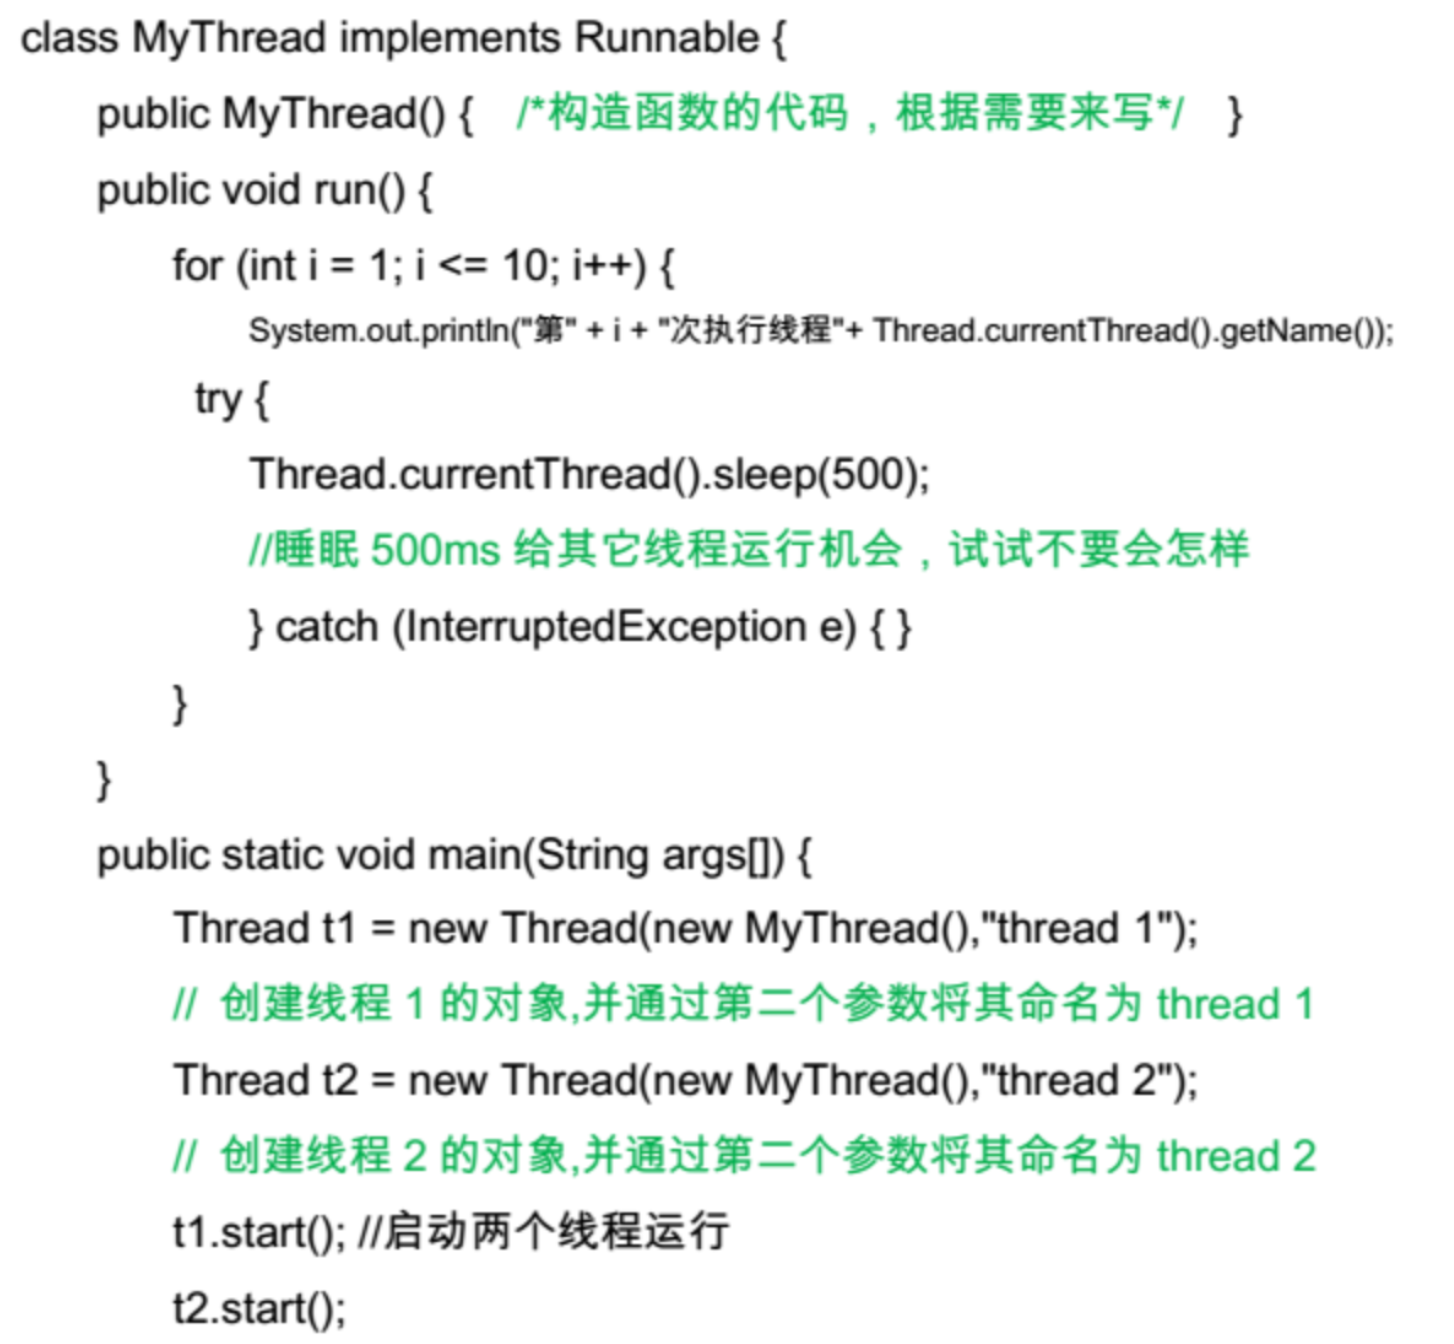 class MyThread implements Runnable {
public MyThread() { /*构造函数的代码，根据需要来写*/ }
public void run() {
for (int i = 1; i <= 10; i++) {
System.out.println("第" + i + "次执行线程"+ Thread.currentThread().getName());
try {
Thread.currentThread().sleep(500);
//睡眠 500ms 给其它线程运行机会，试试不要会怎样
} catch (InterruptedException e) { }
}
}
public static void main(String args[]) {
Thread t1 = new Thread(new MyThread(),"thread 1");
// 创建线程 1 的对象,并通过第二个参数将其命名为 thread 1
Thread t2 = new Thread(new MyThread(),"thread 2");
// 创建线程 2 的对象,并通过第二个参数将其命名为 thread 2
t1.start(); //启动两个线程运行
t2.start();